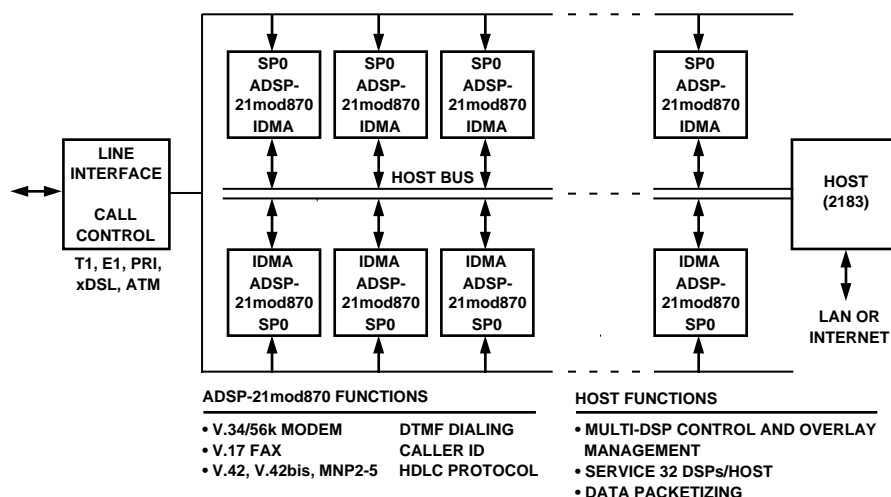 SP0 ADSP-21mod870 IDMA
SP0 ADSP-21mod870 IDMA
SP0 ADSP-21mod870 IDMA
SP0 ADSP-21mod870 IDMA
LINE
INTERFACE
CALL
CONTROL
T1, E1, PRI,
xDSL, ATM
HOST BUS
HOST
(2183)
LAN OR
INTERNET
IDMA ADSP-21mod870 SP0
IDMA ADSP-21mod870 SP0
IDMA ADSP-21mod870 SP0
IDMA ADSP-21mod870 SP0
ADSP-21mod870 FUNCTIONS
• V.34/56k MODEM DTMF DIALING
• V.17 FAX CALLER ID
• V.42, V.42bis, MNP2-5 HDLC PROTOCOL
HOST FUNCTIONS
• MULTI-DSP CONTROL AND OVERLAY
MANAGEMENT
• SERVICE 32 DSPs/HOST
• DATA PACKETIZING